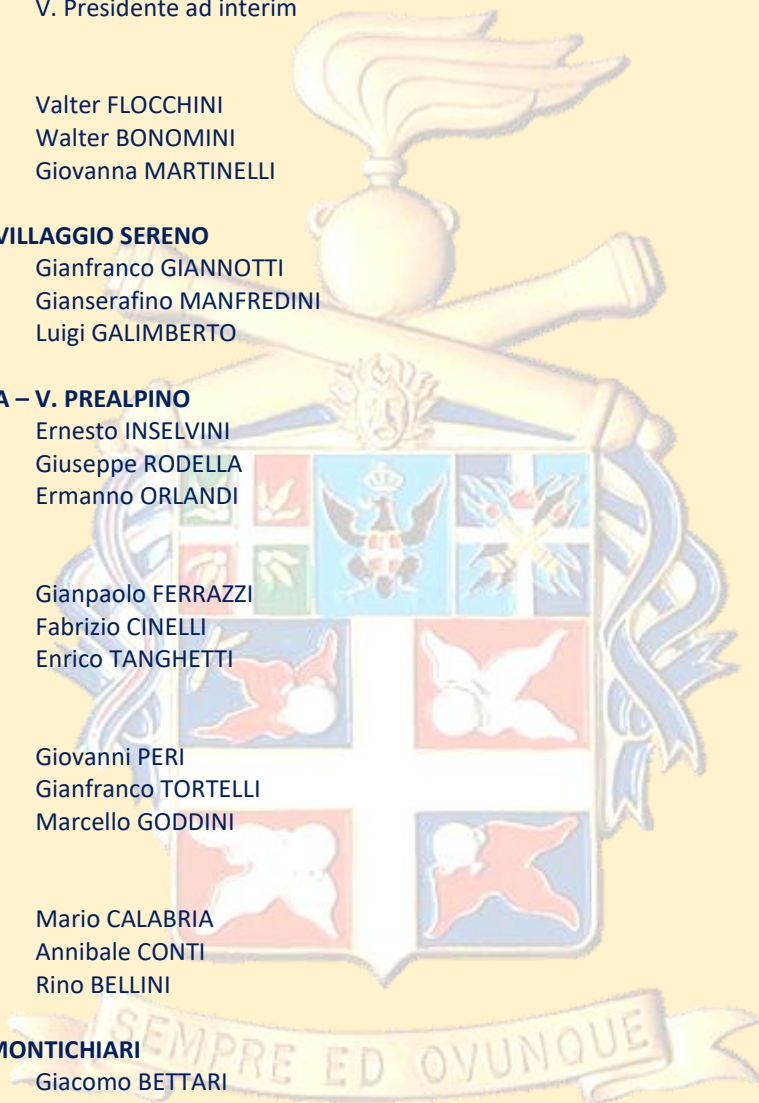 V. Presidente ad interim
Valter FLOCCHINI
Walter BONOMINI
Giovanna MARTINELLI
VILLAGGIO SERENO
Gianfranco GIANNOTTI
Gianserafino MANFREDINI
Luigi GALIMBERTO
A – V. PREALPINO
Ernesto INSELVINI
Giuseppe RODELLA
Ermanno ORLANDI
Gianpaolo FERRAZZI
Fabrizio CINELLI
Enrico TANGHETTI
Giovanni PERI
Gianfranco TORTELLI
Marcello GODDINI
Mario CALABRIA
Annibale CONTI
Rino BELLINI
MONTICHIARI
Giacomo BETTARI
SEMPRE ED OVUNQUE